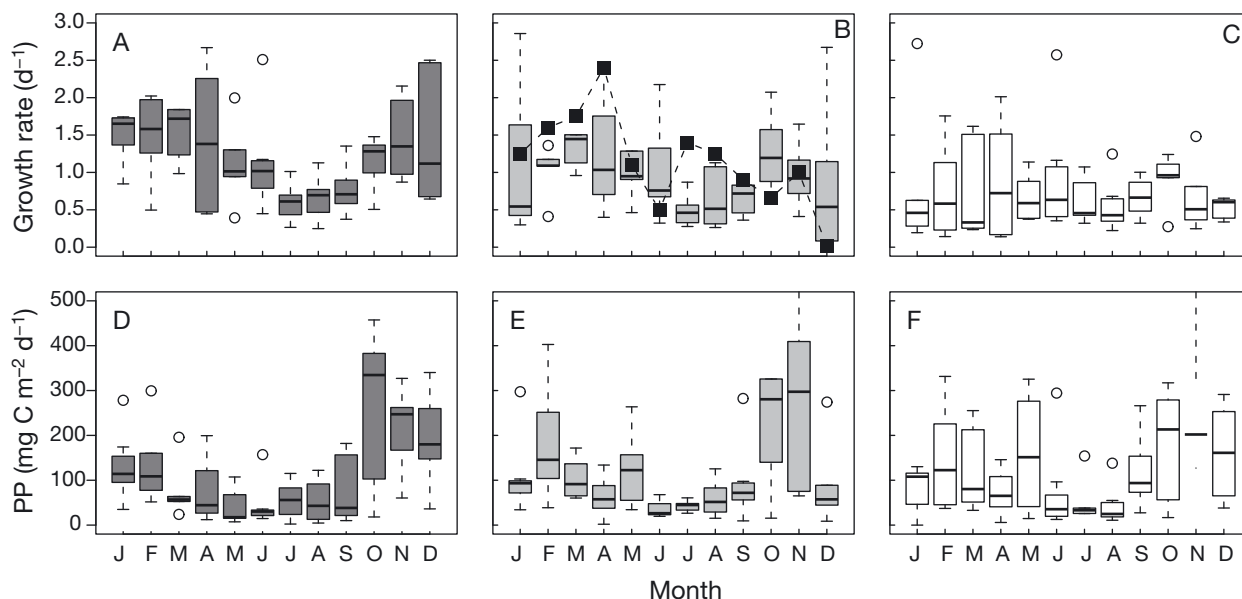 Growth rate (d⁻¹)
3.0
2.5
2.0
1.5
1.0
0.5
0.0
A
B
C
PP (mg C m⁻² d⁻¹)
500
400
300
200
100
0
D
E
F
J F M A M J J A S O N D
J F M A M J J A S O N D
J F M A M J J A S O N D
Month